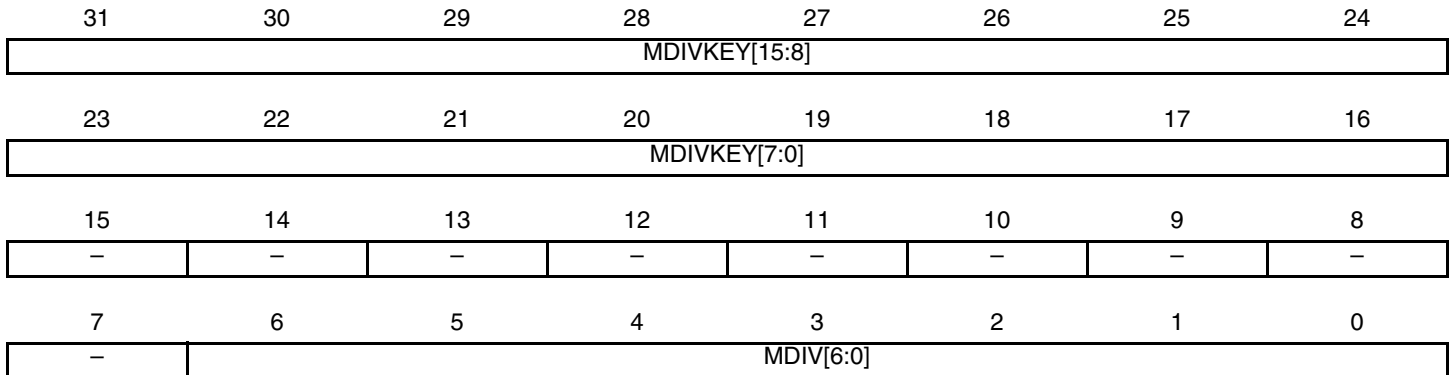 31 30 29 28 27 26 25 24
MDIVKEY[15:8]
23 22 21 20 19 18 17 16
MDIVKEY[7:0]
15 14 13 12 11 10 9 8
– – – – – – – –
7 6 5 4 3 2 1 0
– MDIV[6:0]